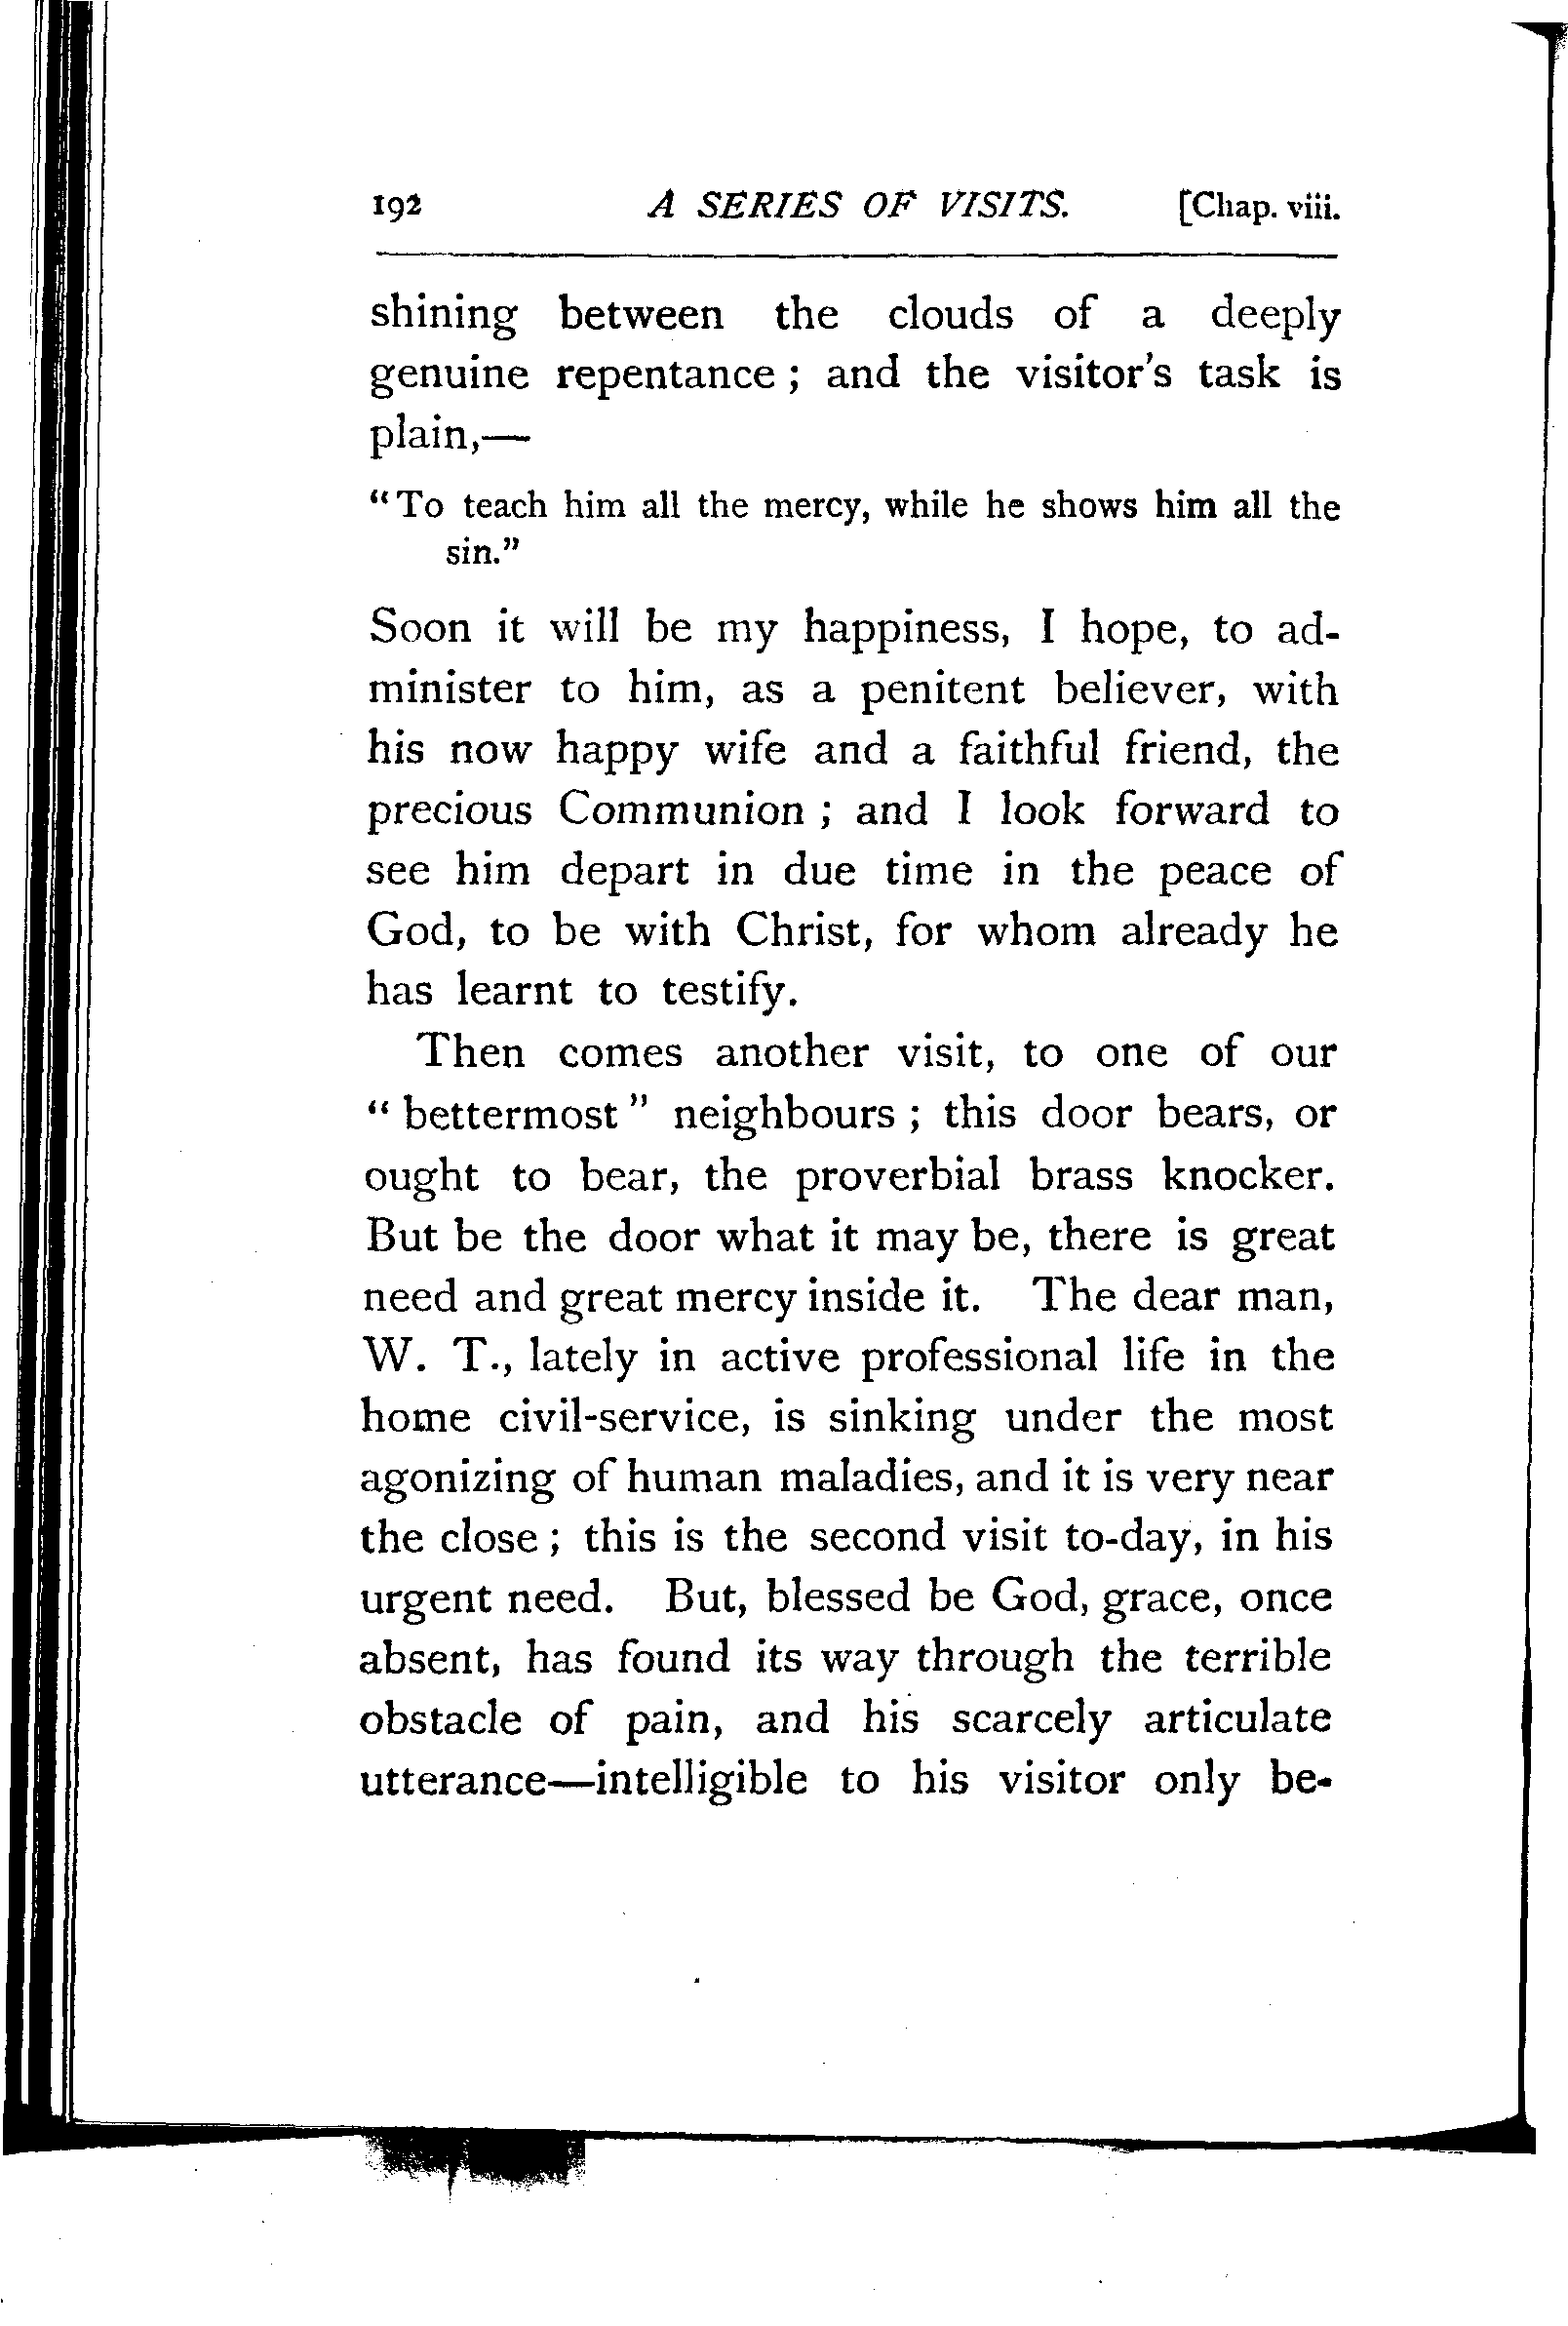 192 A SERIES OF VISITS. [Chap. viii.
shining between the clouds of a deeply
genuine repentance ; and the visitor's task is
plain,—
"To teach him all the mercy, while he shows him all the
sin."
Soon it will be my happiness, I hope, to ad-
minister to him, as a penitent believer, with
his now happy wife and a faithful friend, the
precious Communion ; and I look forward to
see him depart in due time in the peace of
God, to be with Christ, for whom already he
has learnt to testify.
Then comes another visit, to one of our
" bettermost " neighbours ; this door bears, or
ought to bear, the proverbial brass knocker.
But be the door what it may be, there is great
need and great mercy inside it. The dear man,
W. T., lately in active professional life in the
home civil-service, is sinking under the most
agonizing of human maladies, and it is very near
the close ; this is the second visit to-day, in his
urgent need. But, blessed be God, grace, once
absent, has found its way through the terrible
obstacle of pain, and his scarcely articulate
utterance—intelligible to his visitor only be-